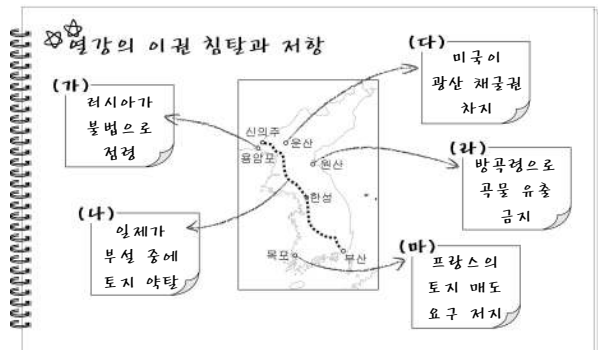 열강의 이권 침탈과 저항
(가)
러시아가
불법으로
점령
(나)
일제가
부설 중에
토지 약탈
신의주
용암포
운산
원산
한성
목포
부산
(다)
미국이
광산 채굴권
차지
(라)
방곡령으로
곡물 유출
금지
(마)
프랑스의
토지 매도
요구 저지